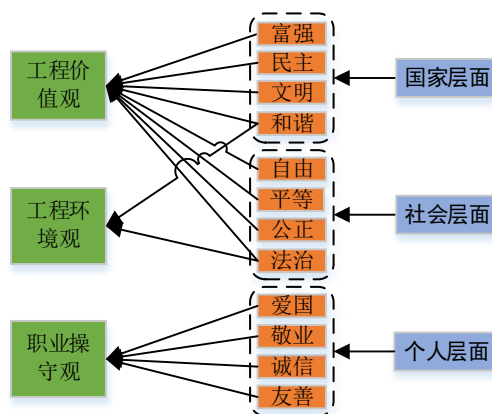 工程价
值观
工程环
境观
职业操
守观
富强
民主
文明
和谐
自由
平等
公正
法治
爱国
敬业
诚信
友善
国家层面
社会层面
个人层面